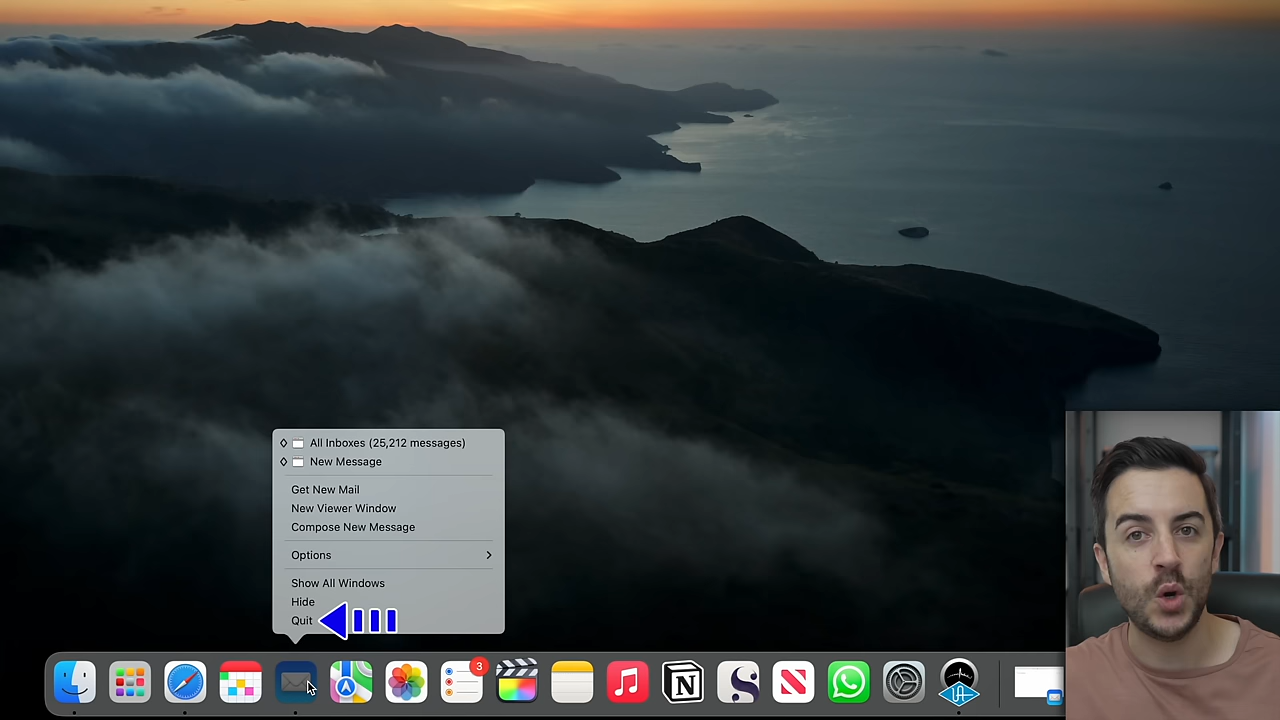 All Inboxes (25,212 messages)
New Message
Get New Mail
New Viewer Window
Compose New Message
Options
Show All Windows
Hide
Quit
3